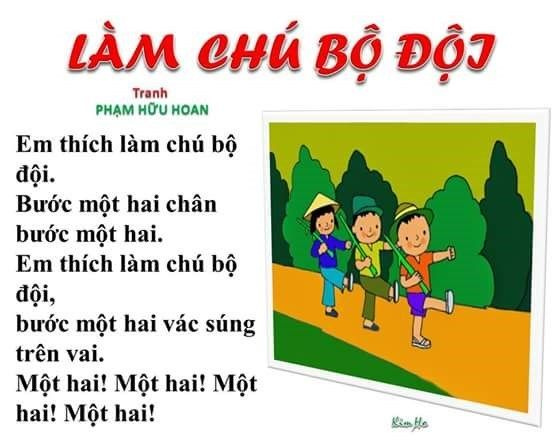 LÀM CHÚ BỘ ĐỘI
Tranh
PHẠM HỮU HOAN
Em thích làm chú bộ
đội.
Bước một hai chân
bước một hai.
Em thích làm chú bộ
đội,
bước một hai vác súng
trên vai.
Một hai! Một hai! Một
hai! Một hai!
Kim Họ